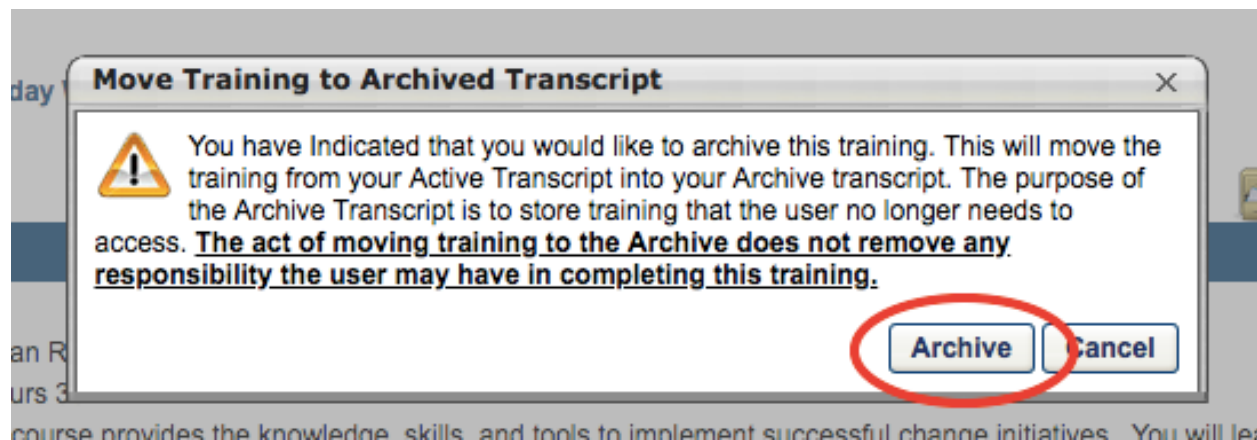 Move Training to Archived Transcript
day
You have Indicated that you would like to archive this training. This will move the
training from your Active Transcript into your Archive transcript. The purpose of
the Archive Transcript is to store training that the user no longer needs to
access. The act of moving training to the Archive does not remove any
responsibility the user may have in completing this training.
Archive Cancel
an R
urs 3
course provides the knowledge, skills, and tools to implement successful change initiatives. You will le